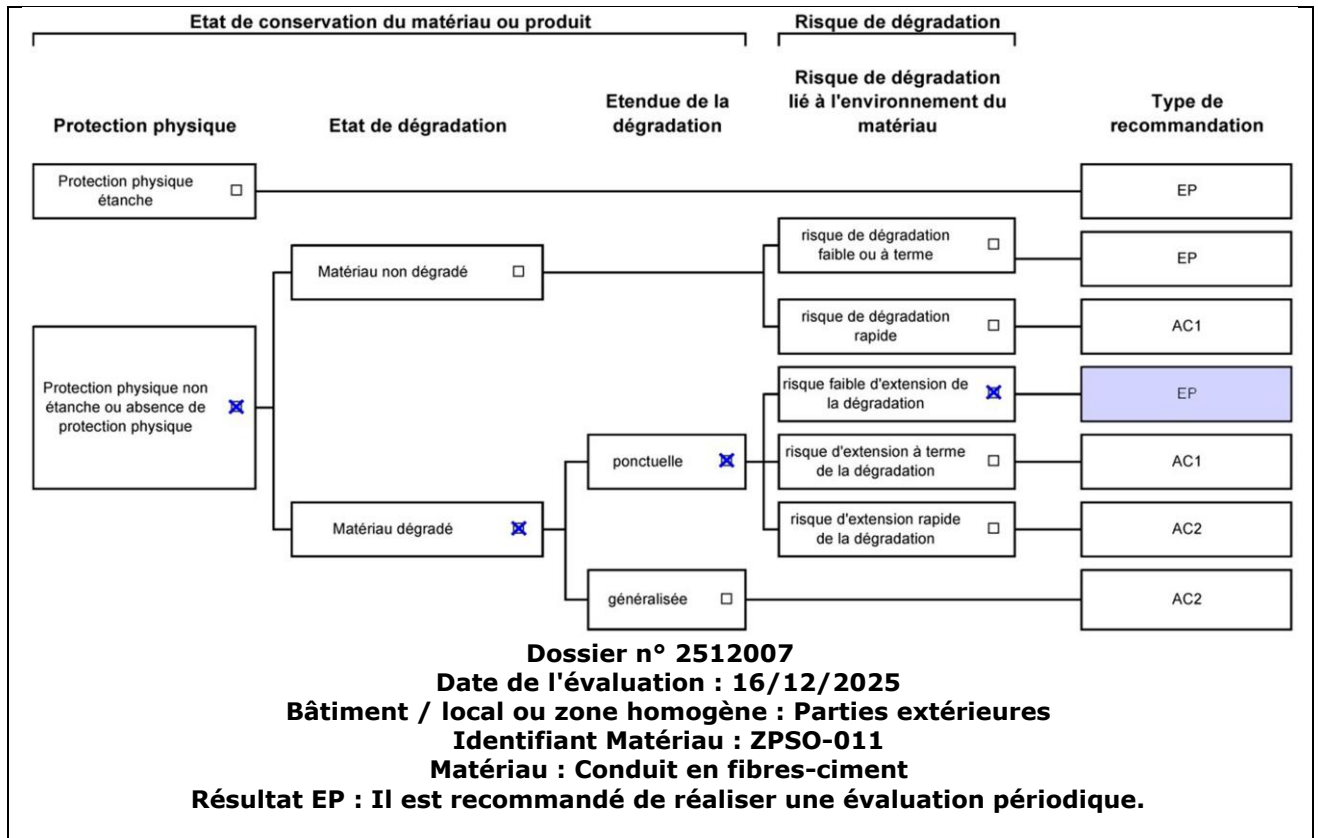 Etat de conservation du matériau ou produit
Risque de dégradation
Protection physique
Etat de dégradation
Etendue de la
dégradation
Risque de dégradation
lié à l'environnement du
matériau
Type de
recommandation
Protection physique
étanche
EP
Matériau non dégradé
risque de dégradation
faible ou à terme
EP
risque de dégradation
rapide
AC1
Protection physique non
étanche ou absence de
protection physique
risque faible d'extension de
la dégradation
EP
ponctuelle
risque d'extension à terme
de la dégradation
AC1
Matériau dégradé
risque d'extension rapide
de la dégradation
AC2
généralisée
AC2
Dossier n° 2512007
Date de l'évaluation : 16/12/2025
Bâtiment / local ou zone homogène : Parties extérieures
Identifiant Matériau : ZPSO-011
Matériau : Conduit en fibres-ciment
Résultat EP : Il est recommandé de réaliser une évaluation périodique.